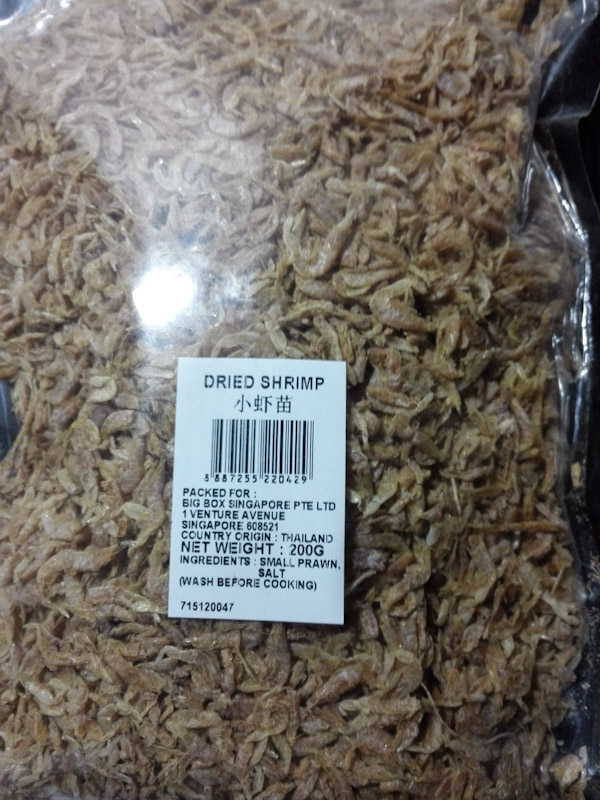 DRIED SHRIMP
小虾苗
8 887255 220429
PACKED FOR :
BIG BOX SINGAPORE PTE LTD
1 VENTURE AVENUE
SINGAPORE 608521
COUNTRY ORIGIN : THAILAND
NET WEIGHT : 200G
INGREDIENTS : SMALL PRAWN,
SALT
(WASH BEFORE COOKING)
715120047